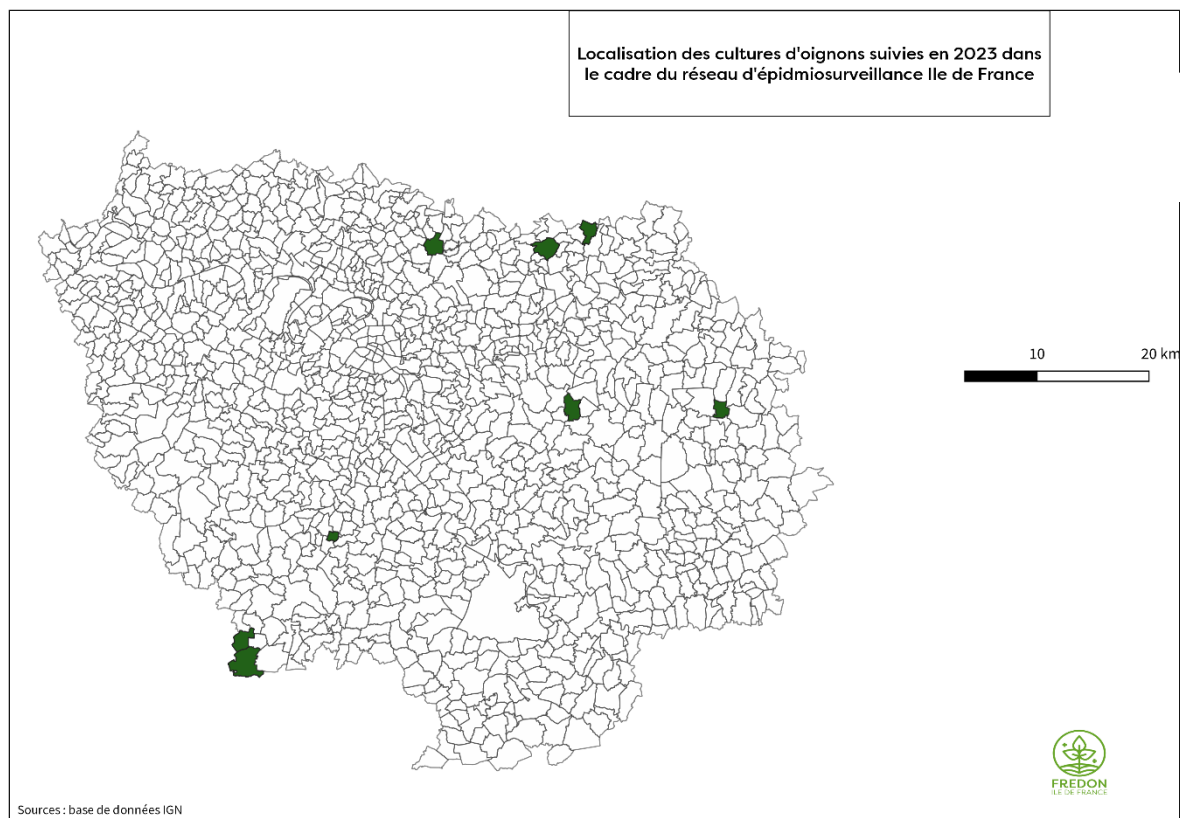 Localisation des cultures d'oignons suivies en 2023 dans
le cadre du réseau d'épidmiosurveillance Ile de France
10
20 km
FREDON
ILE DE FRANCE
Sources : base de données IGN